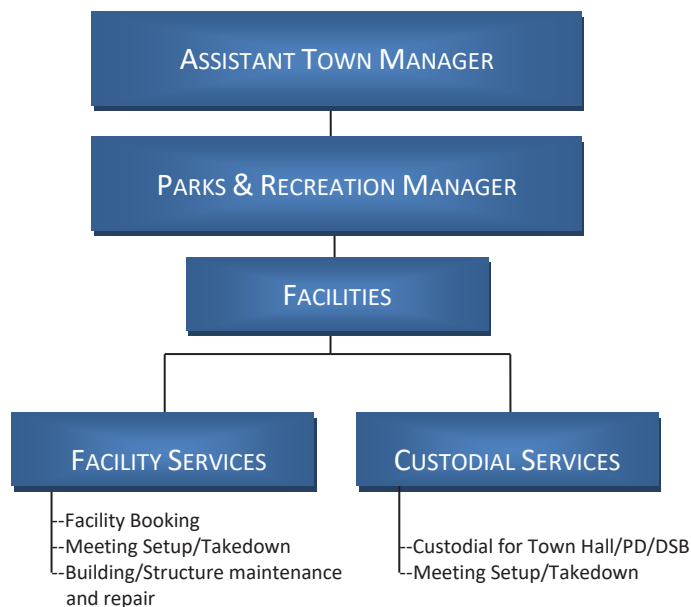 ASSISTANT TOWN MANAGER
PARKS & RECREATION MANAGER
FACILITIES
FACILITY SERVICES
--Facility Booking
--Meeting Setup/Takedown
--Building/Structure maintenance
and repair
CUSTODIAL SERVICES
--Custodial for Town Hall/PD/DSB
--Meeting Setup/Takedown